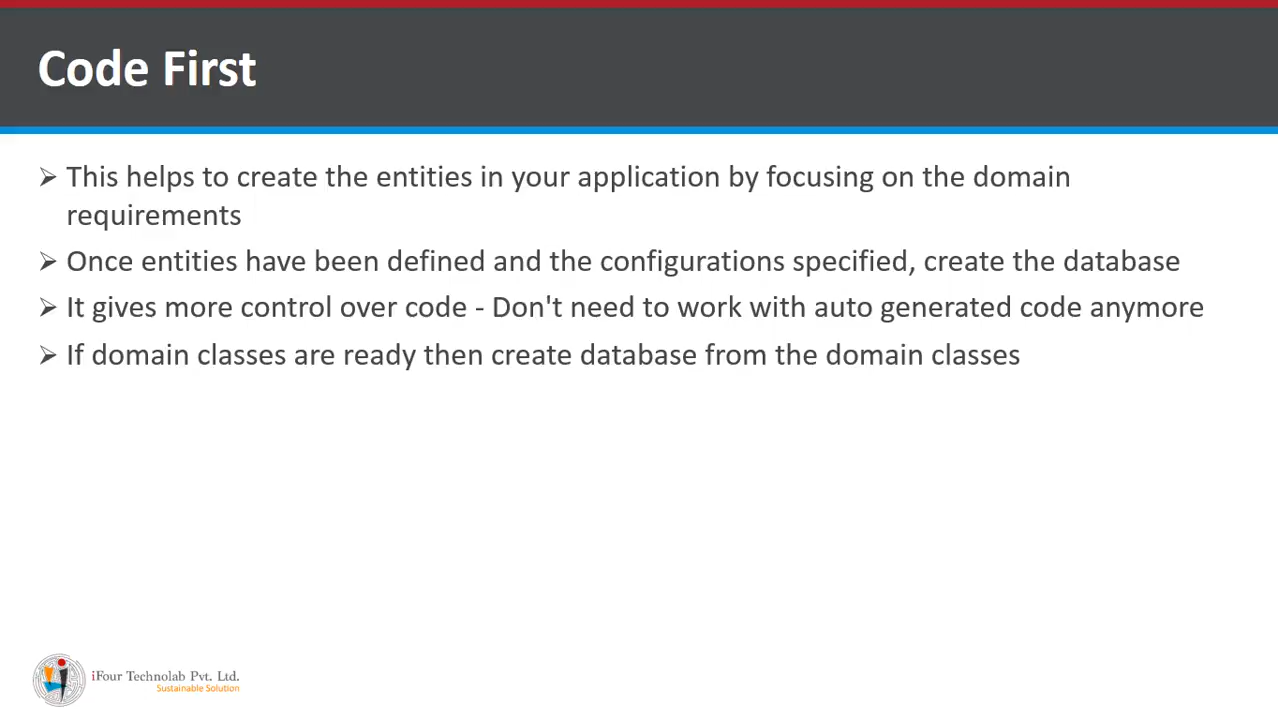 Code First
➢ This helps to create the entities in your application by focusing on the domain
requirements
➢ Once entities have been defined and the configurations specified, create the database
➢ It gives more control over code - Don't need to work with auto generated code anymore
➢ If domain classes are ready then create database from the domain classes
iFour Technolab Pvt. Ltd.
Sustainable Solution